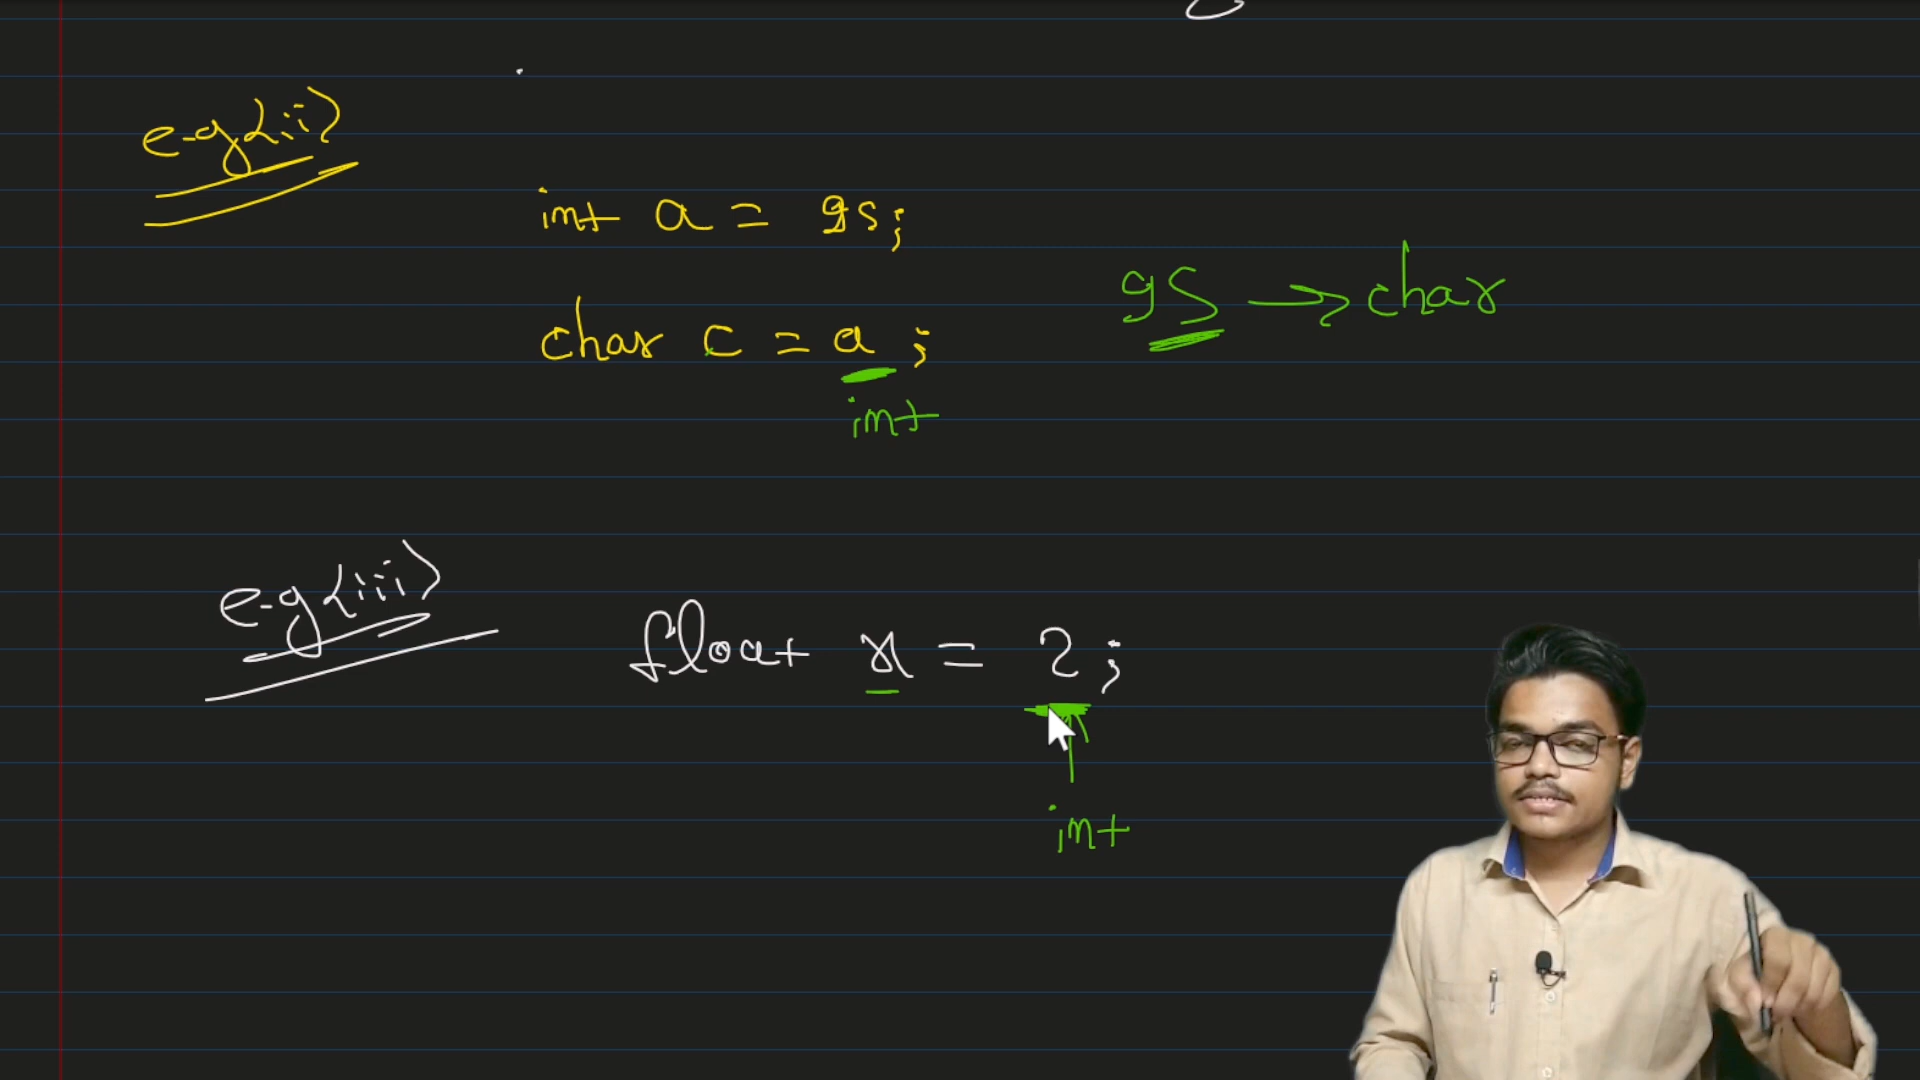 e-g<ii>
int a = 95;
95 → char
char c = a;
int
e-g<iii>
float x = 2;
int